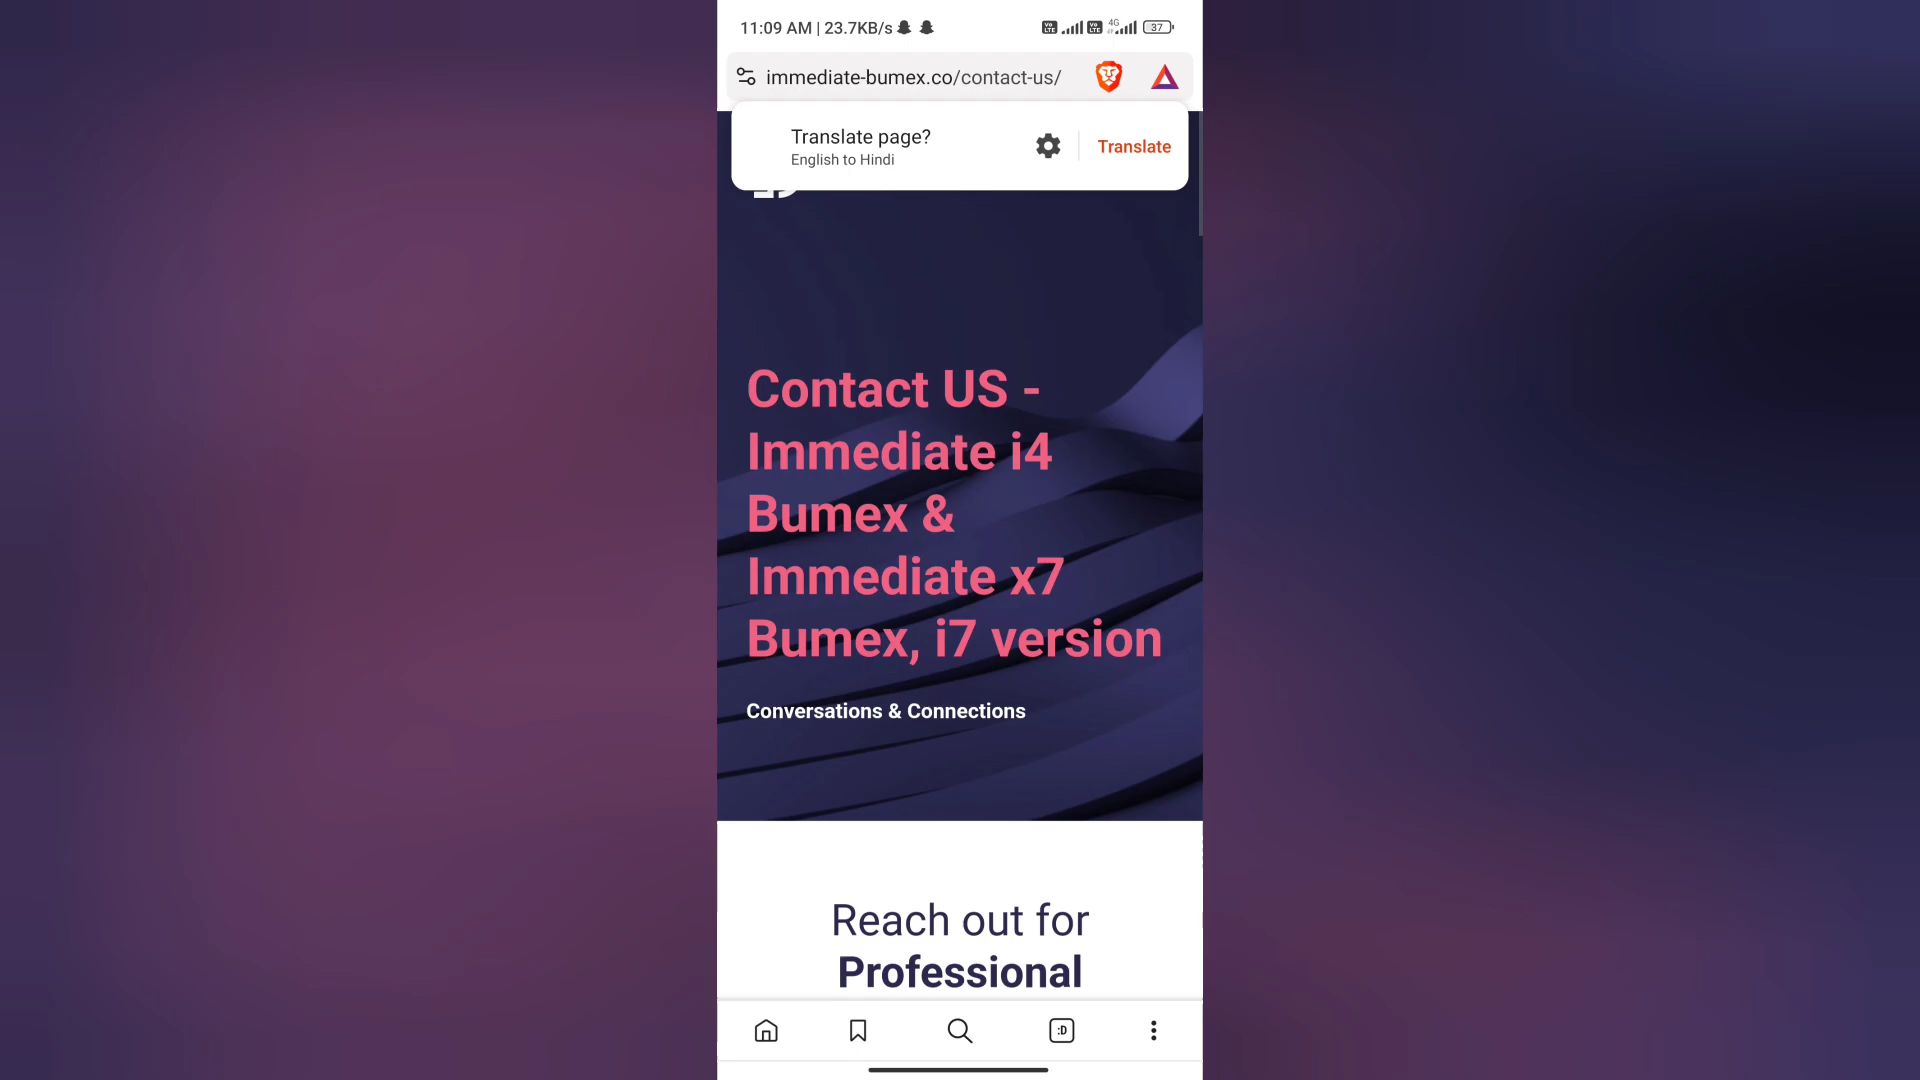 11:09 AM | 23.7KB/s
4G
37
immediate-bumex.co/contact-us/
Translate page?
English to Hindi
Translate
Contact US -
Immediate i4
Bumex &
Immediate x7
Bumex, i7 version
Conversations & Connections
Reach out for
Professional
:D